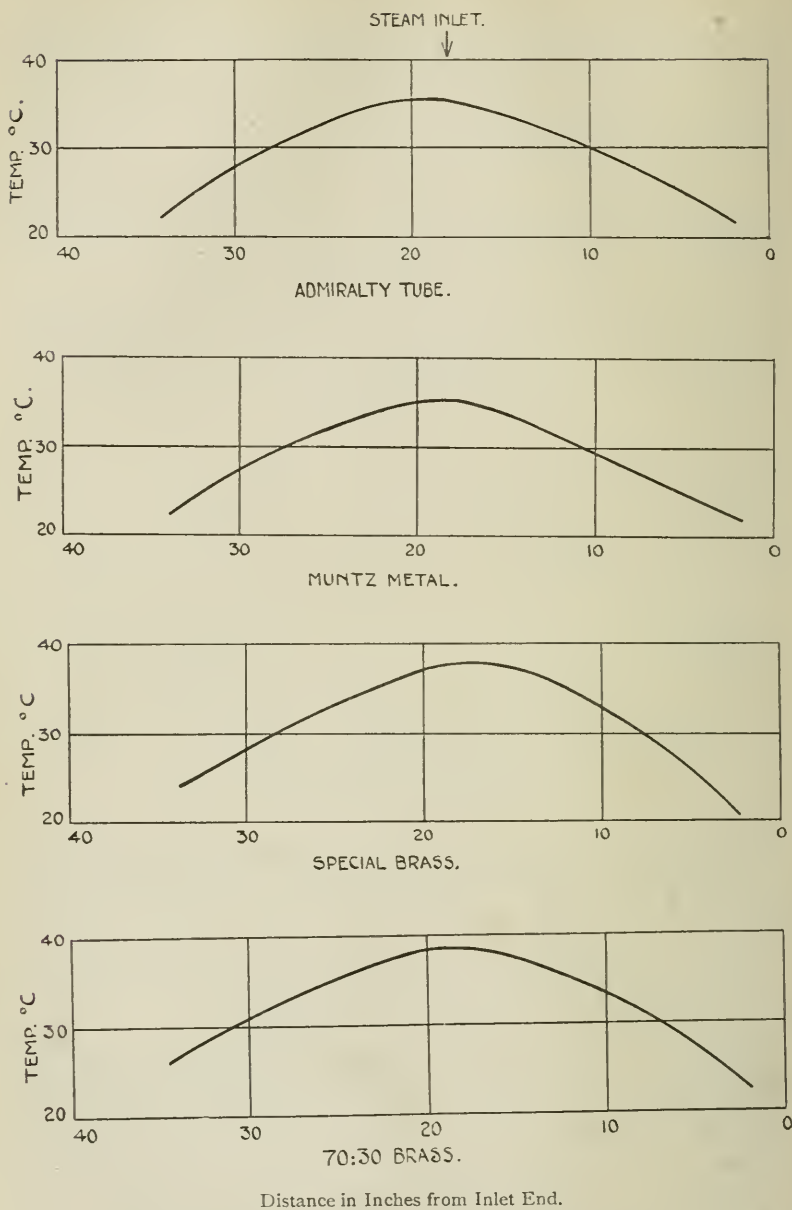 STEAM INLET.
40
30
20
TEMP. °C.
40 30 20 10 0
ADMIRALTY TUBE.
40
30
20
TEMP. °C.
40 30 20 10 0
MUNTZ METAL.
40
30
20
TEMP. °C
40 30 20 10 0
SPECIAL BRASS.
40
30
20
TEMP. °C
40 30 20 10 0
70:30 BRASS.
Distance in Inches from Inlet End.